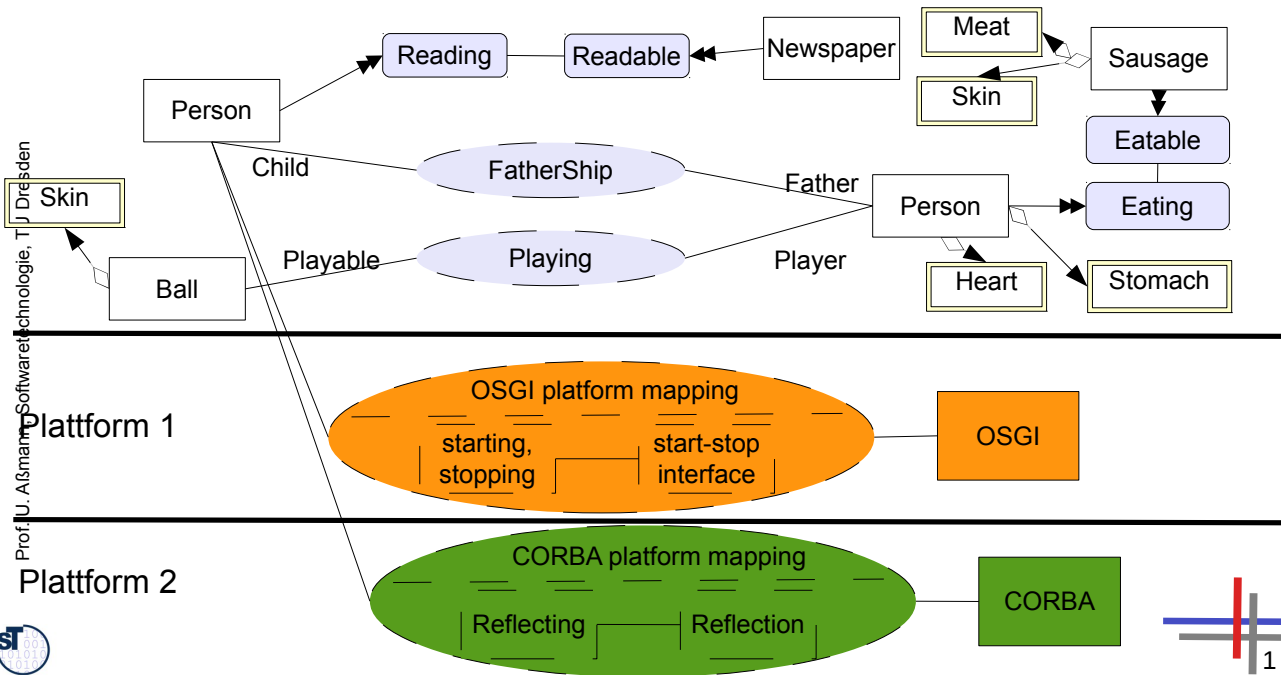 Meat
Reading
Readable
Newspaper
Sausage
Skin
Person
Eatable
Child
FatherShip
Father
Skin
Person
Eating
Playable
Playing
Player
Ball
Heart
Stomach
Prof. U. Aßmann, Softwaretechnologie, TU Dresden
OSGI platform mapping
Plattform 1
OSGI
starting,
stopping
start-stop
interface
CORBA platform mapping
Plattform 2
CORBA
Reflecting
Reflection
sT
1